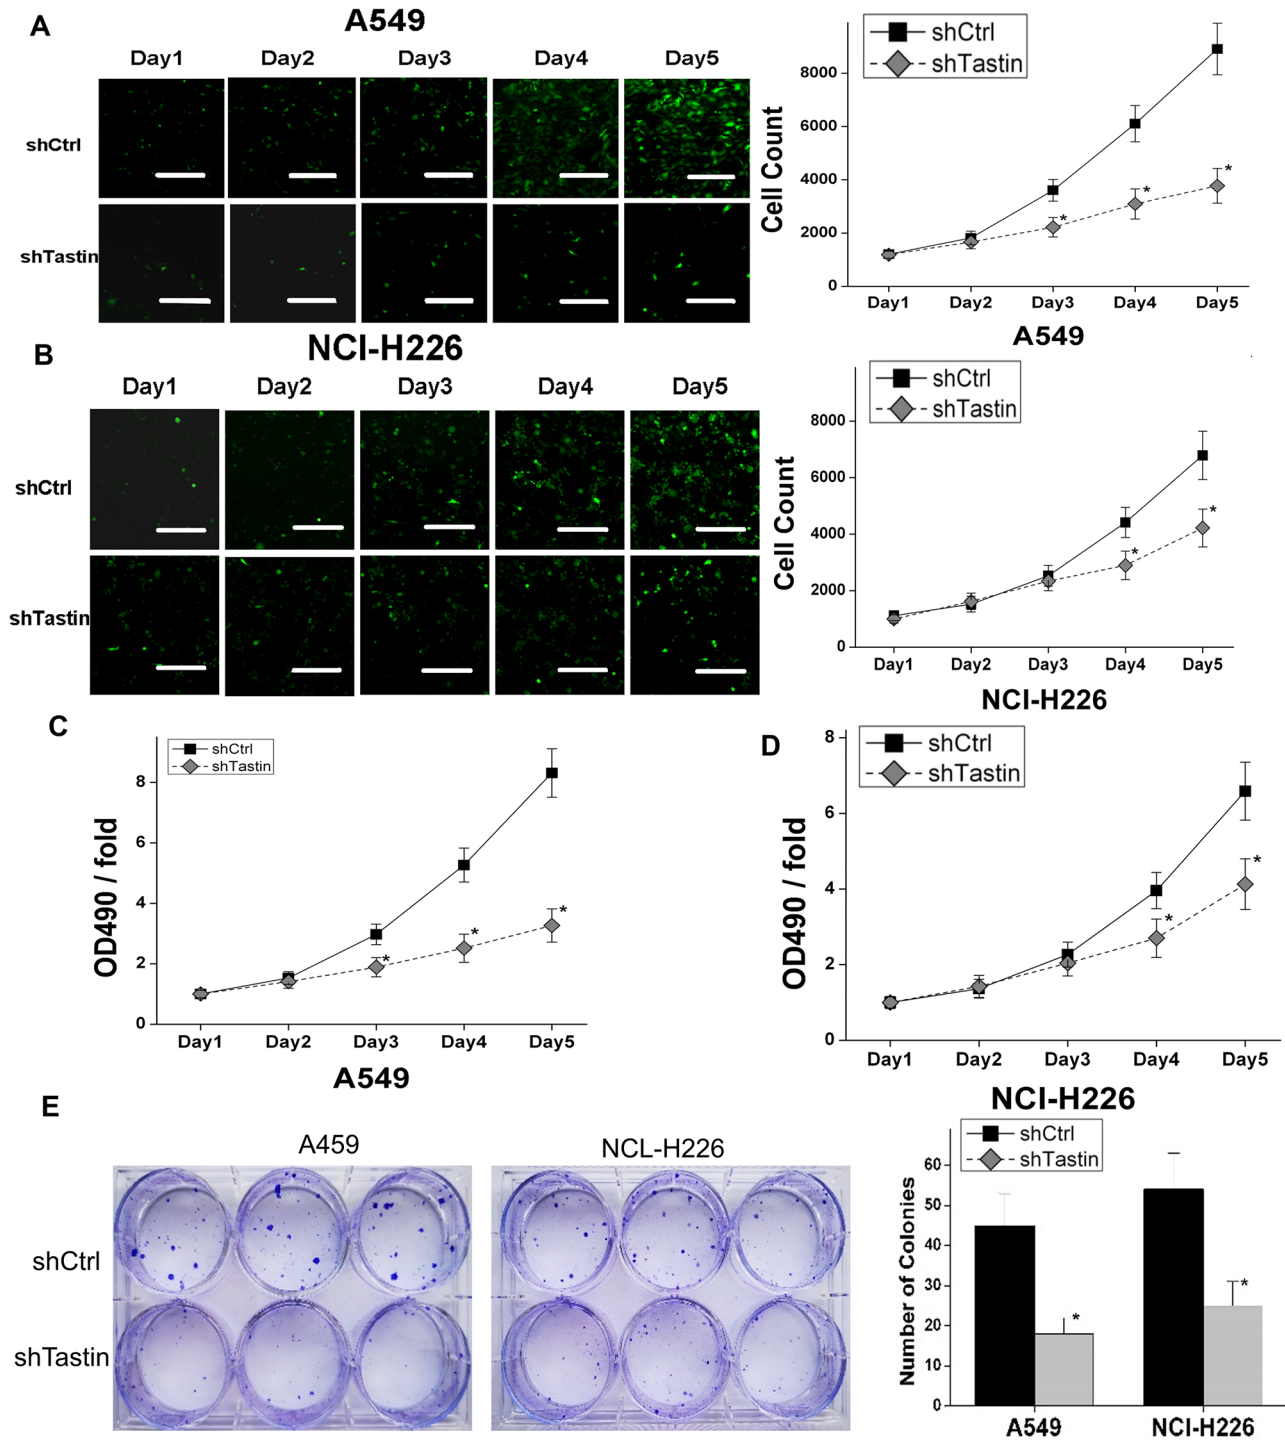 A
A549
Day1 Day2 Day3 Day4 Day5
shCtrl
shTastin
shCtrl
shTastin
Cell Count
8000
6000
4000
2000
0
*
*
*
Day1 Day2 Day3 Day4 Day5
A549
B
NCI-H226
Day1 Day2 Day3 Day4 Day5
shCtrl
shTastin
shCtrl
shTastin
Cell Count
8000
6000
4000
2000
0
*
*
Day1 Day2 Day3 Day4 Day5
NCI-H226
C
shCtrl
shTastin
OD490 / fold
8
6
4
2
0
*
*
*
Day1 Day2 Day3 Day4 Day5
A549
D
shCtrl
shTastin
OD490 / fold
8
6
4
2
0
*
*
Day1 Day2 Day3 Day4 Day5
NCI-H226
E
A459
NCL-H226
shCtrl
shTastin
shCtrl
shTastin
Number of Colonies
60
50
40
30
20
10
0
*
*
A549 NCI-H226